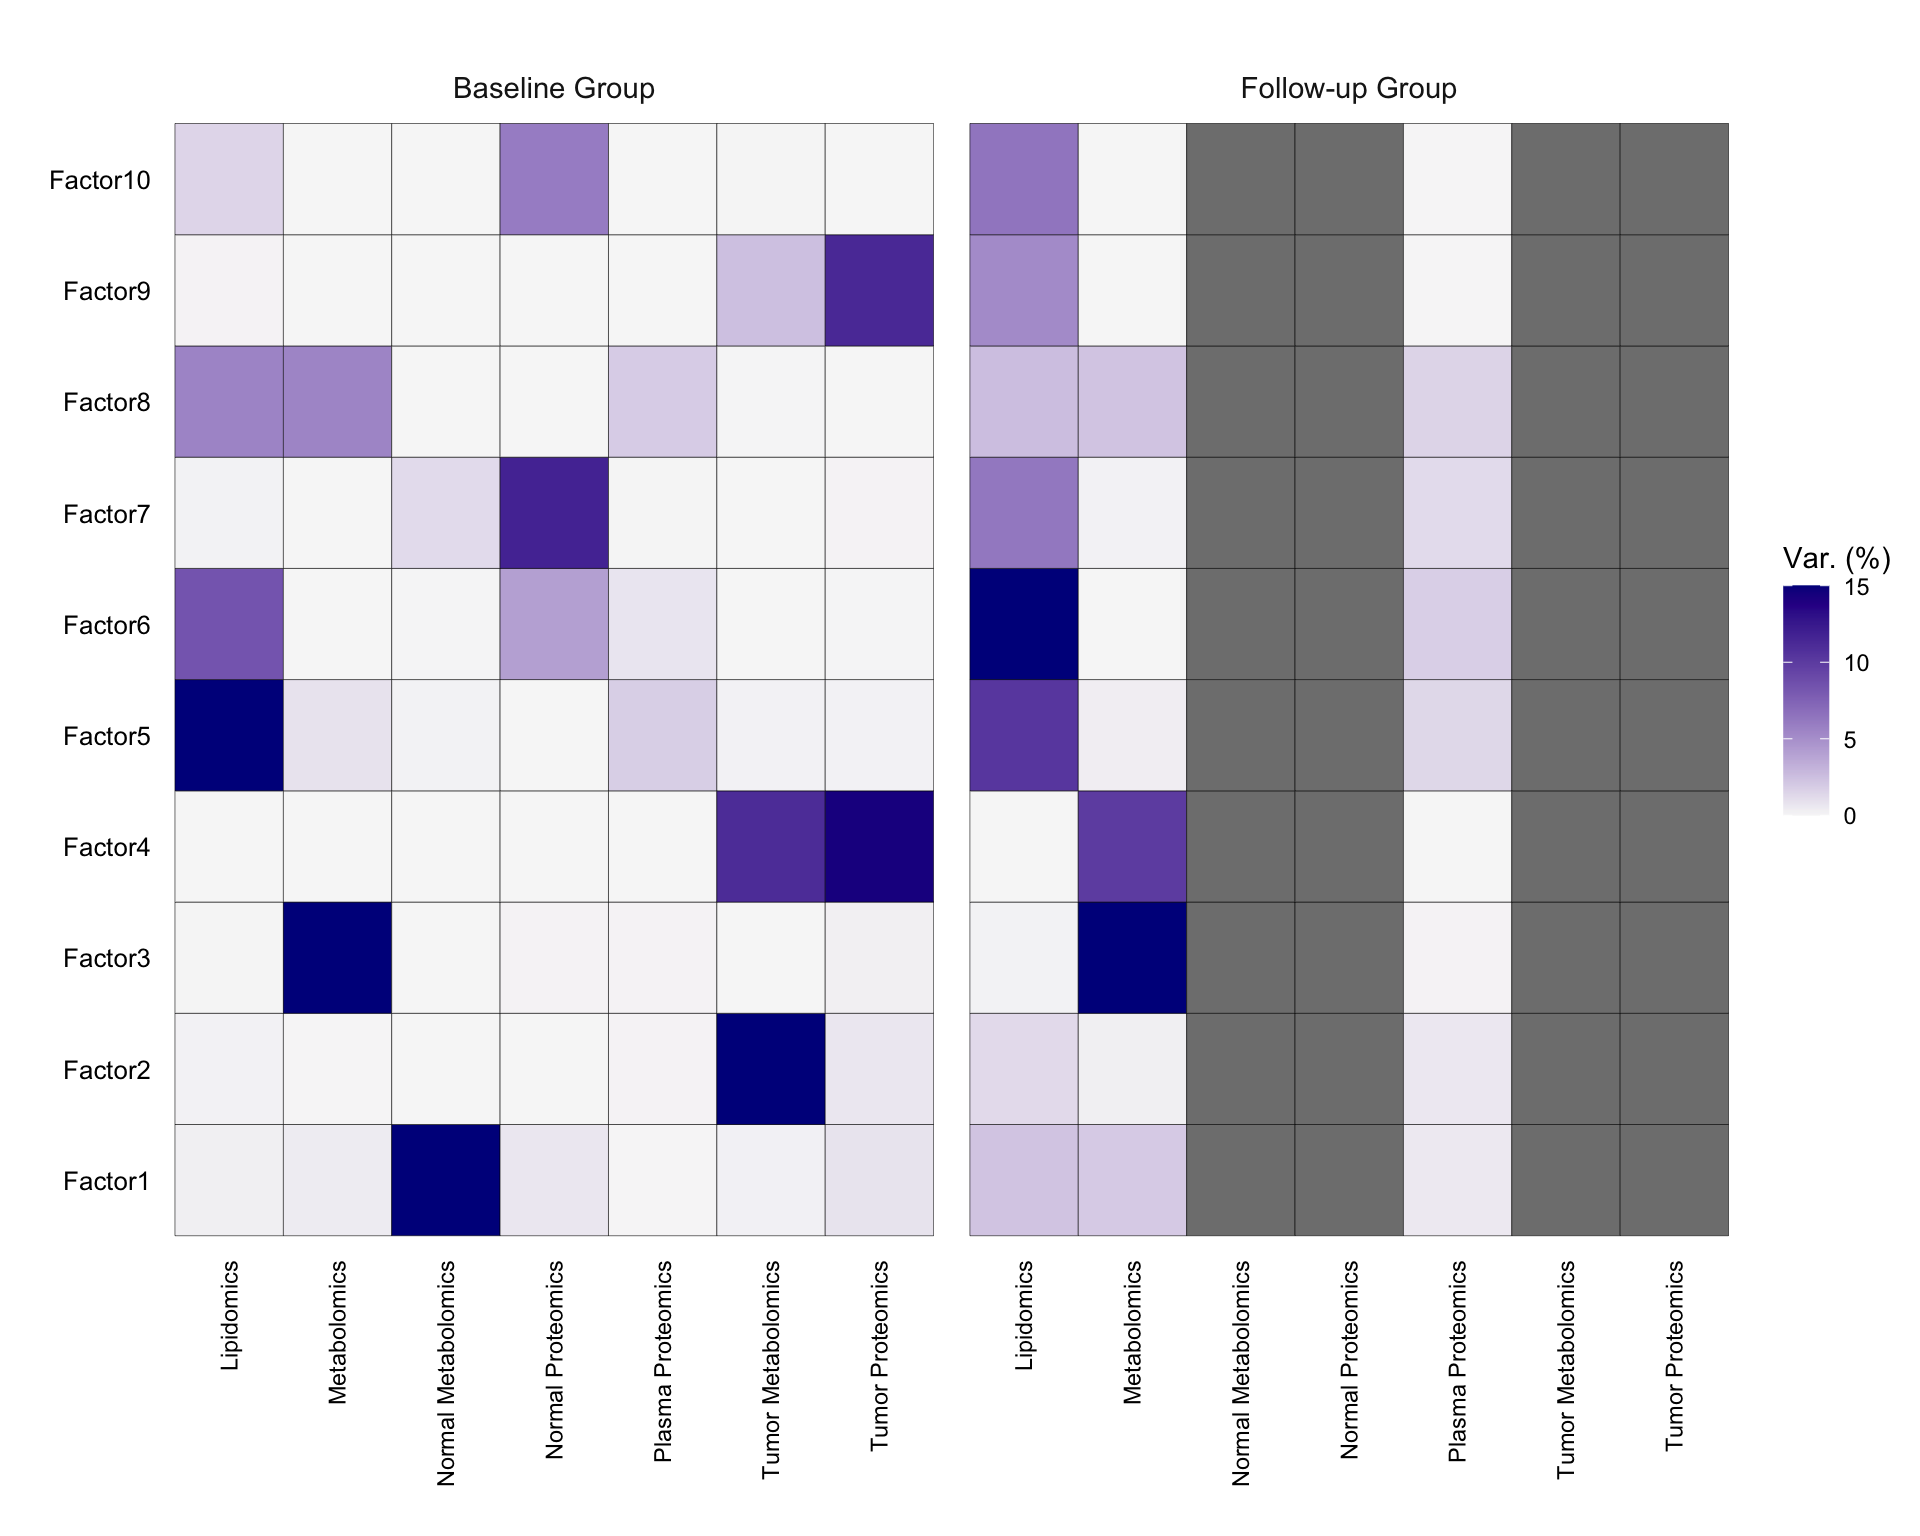 Baseline Group
Follow-up Group
Factor10
Factor9
Factor8
Factor7
Factor6
Factor5
Factor4
Factor3
Factor2
Factor1
Var. (%)
15
10
5
0
Lipidomics
Metabolomics
Normal Metabolomics
Normal Proteomics
Plasma Proteomics
Tumor Metabolomics
Tumor Proteomics
Lipidomics
Metabolomics
Normal Metabolomics
Normal Proteomics
Plasma Proteomics
Tumor Metabolomics
Tumor Proteomics